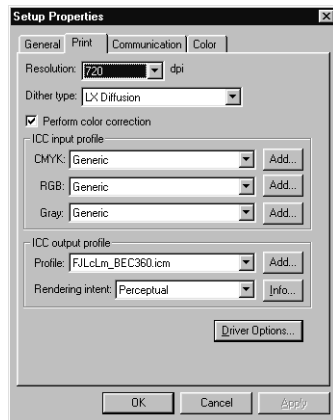 Setup Properties
General Print Communication Color
Resolution: 720 dpi
Dither type: LX Diffusion
Perform color correction
ICC input profile
CMYK: Generic Add...
RGB: Generic Add...
Gray: Generic Add...
ICC output profile
Profile: FJLcLm_BEC360.icm Add...
Rendering intent: Perceptual Info...
Driver Options...
OK Cancel Apply